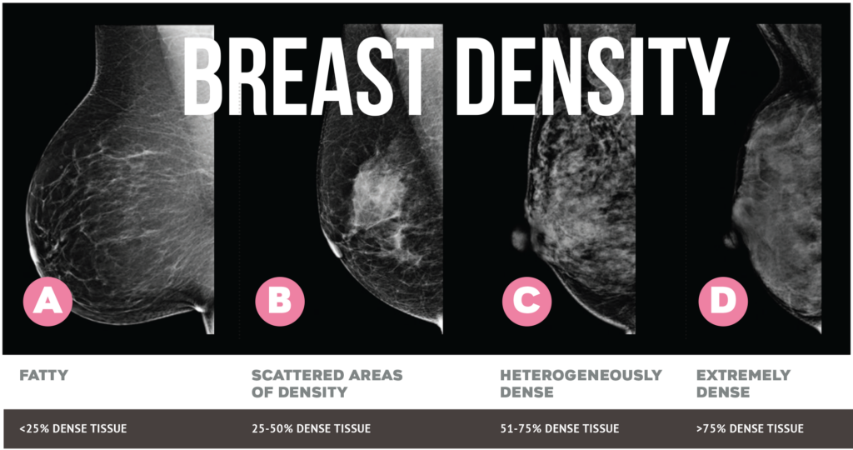 BREAST DENSITY
A
B
C
D
FATTY
SCATTERED AREAS
OF DENSITY
HETEROGENEOUSLY
DENSE
EXTREMELY
DENSE
<25% DENSE TISSUE
25-50% DENSE TISSUE
51-75% DENSE TISSUE
>75% DENSE TISSUE